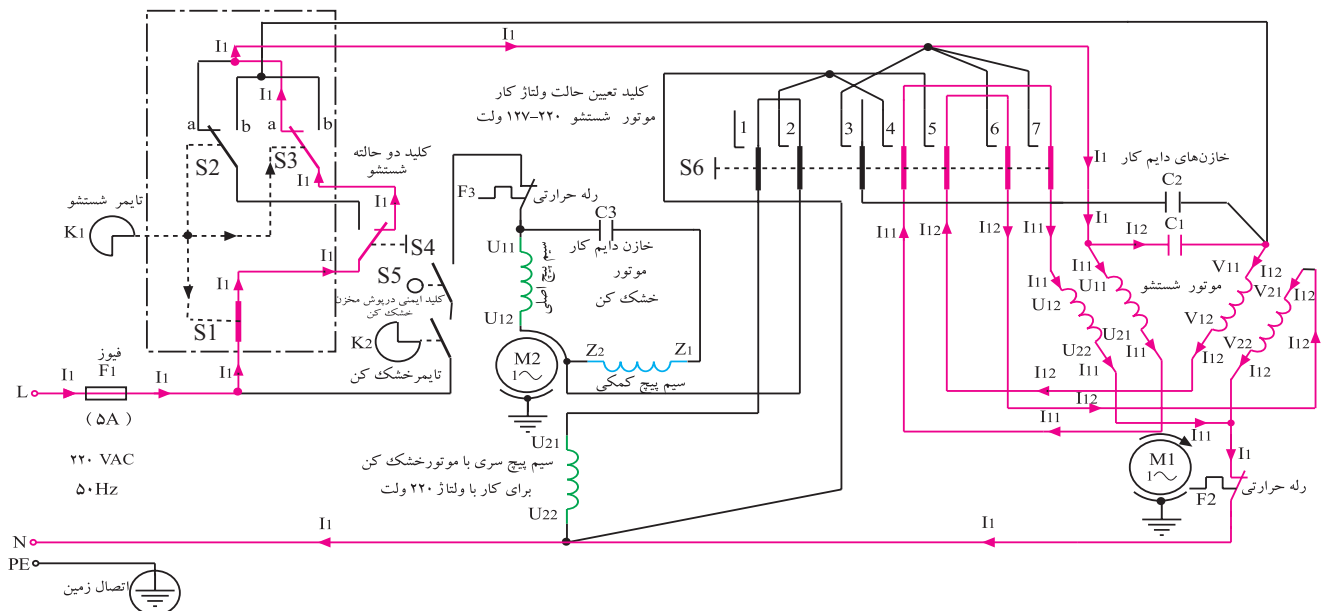 I1
I1
I1
I1
a
b
a
b
S2
S3
کلید دو حالته
شستشو
I1
I1
تایمر شستشو
K1
I1
I1
S4
S1
I1
فیوز
F1
L
I1
I1
(۵A)
۲۲۰ VAC
۵۰Hz
S5
کلید ایمنی درپوش مخزن
خشک کن
K2
تایمرخشک کن
F3
رله حرارتی
C3
خازن دایم کار
موتور
خشک کن
U11
سیم پیچ اصلی
U12
M2
1~
Z2
Z1
سیم پیچ کمکی
U21
سیم پیچ سری با موتورخشک کن
برای کار با ولتاژ ۲۲۰ ولت
U22
کلید تعیین حالت ولتاژ کار
موتور شستشو ۲۲۰-۱۲۷ ولت
1
2
3
4
5
6
7
S6
I1
خازن‌های دایم کار
C2
I1
I12
C1
I11
I12
I12
I11
I11
I11
U12
U11
موتور شستشو
V11
I12
V21
I12
V12
U21
U22
I11
I11
V22
I12
I12
I12
I12
I12
I11
I11
M1
1~
I1
F2
رله حرارتی
N
I1
I1
PE
اتصال زمین